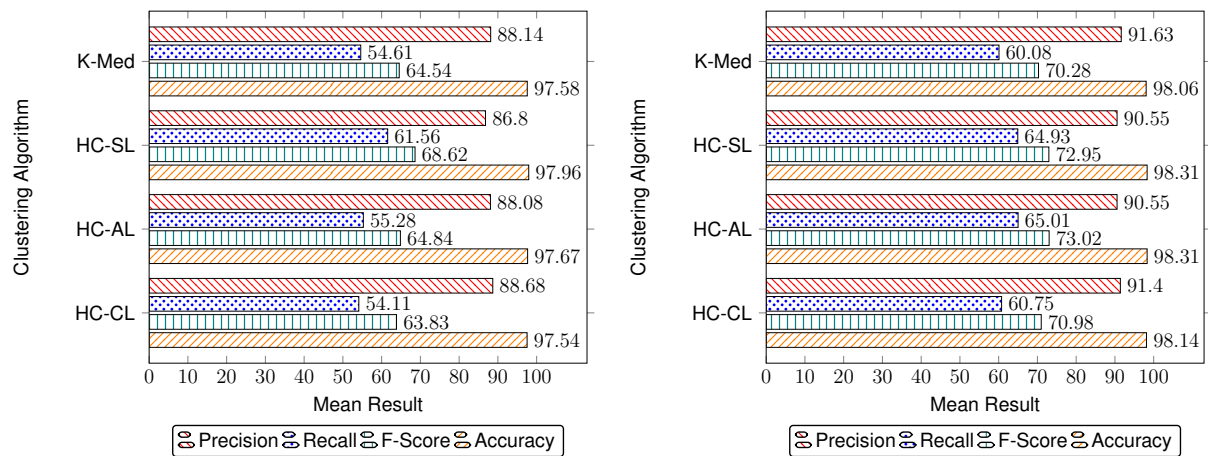 Clustering Algorithm
K-Med
88.14
54.61
64.54
97.58
HC-SL
86.8
61.56
68.62
97.96
HC-AL
88.08
55.28
64.84
97.67
HC-CL
88.68
54.11
63.83
97.54
0 10 20 30 40 50 60 70 80 90 100
Mean Result
Precision Recall F-Score Accuracy
Clustering Algorithm
K-Med
91.63
60.08
70.28
98.06
HC-SL
90.55
64.93
72.95
98.31
HC-AL
90.55
65.01
73.02
98.31
HC-CL
91.4
60.75
70.98
98.14
0 10 20 30 40 50 60 70 80 90 100
Mean Result
Precision Recall F-Score Accuracy